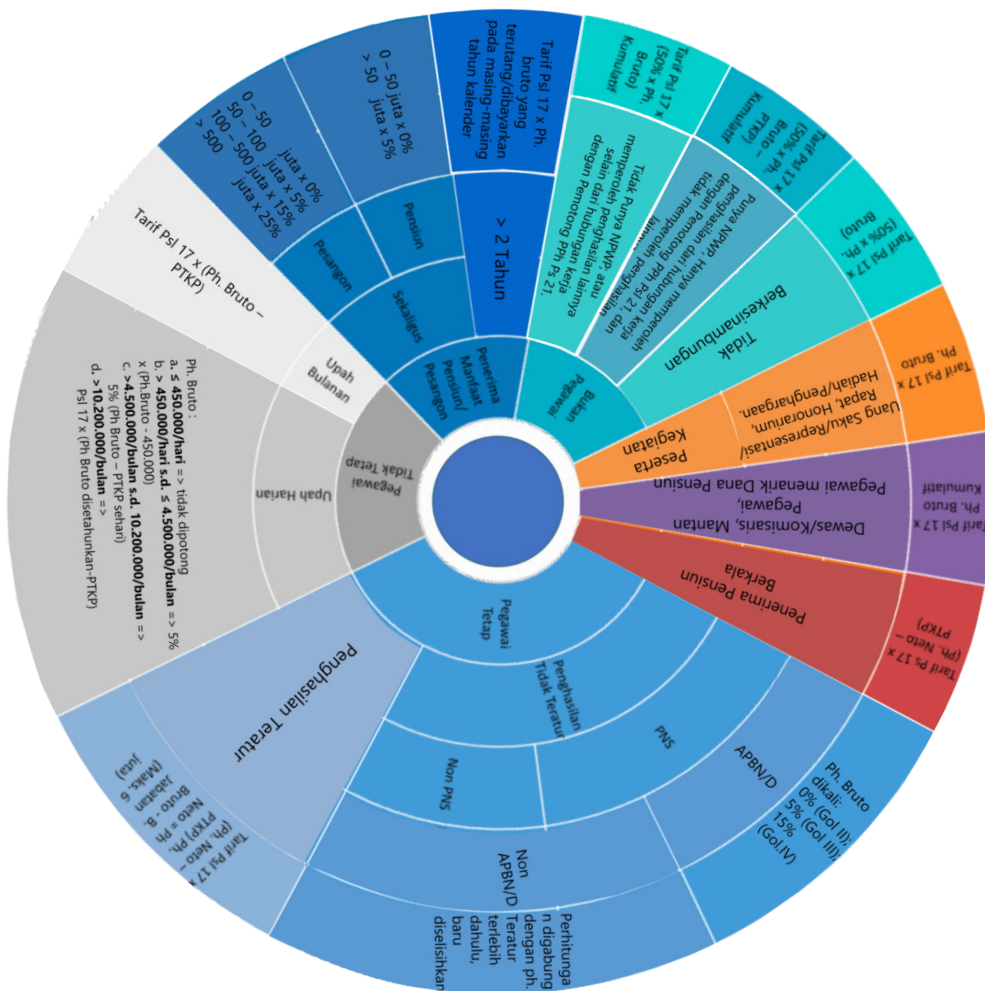 Tarif Psl 17 x Ph.
bruto yang
terutang/dibayarkan
pada masing-masing
tahun kalender
> 2 Tahun
Tarif Psl 17 x
(50% x Ph.
Bruto)
Kumulatif
Tidak Punya NPWP, atau
memperoleh penghasilan lainnya
selain dari hubungan kerja
dengan Pemotong PPh Ps 21.
Tarif Psl 17 x
(50% x Ph.
Bruto –
PTKP)
Kumulatif
Punya NPWP. Hanya memperoleh
penghasilan dari hubungan kerja
dengan Pemotong PPh Psl 21. dan
tidak memperoleh penghasilan
lainnya
Tarif Psl 17 x
(50% x Ph.
Bruto)
Tidak
Berkesinambungan
Bukan
Pegawai
Tarif Psl 17 x
Ph. Bruto
Uang Saku/Representasi/
Rapat, Honorarium,
Hadiah/Penghargaan.
Peserta
Kegiatan
Tarif Psl 17 x
Ph. Bruto
Kumulatif
Dewas/Komisaris, Mantan
Pegawai,
Pegawai menarik Dana Pensiun
Tarif Ps 17 x
(Ph. Neto –
PTKP)
Penerima Pensiun
Berkala
Ph. Bruto
dikali:
0% (Gol II);
5% (Gol III);
15%
(Gol.IV)
APBN/D
PNS
Perhitunga
n digabung
dengan ph.
Teratur
terlebih
dahulu,
baru
diselisihkan
Non
APBN/D
Non PNS
Penghasilan
Tidak Teratur
Pegawai
Tetap
Penghasilan Teratur
Tarif Psl 17 x
(Ph. Neto –
PTKP) Ph.
Neto = Ph
Bruto - B.
Jabatan
(Maks. 6
juta)
Ph. Bruto :
a. ≤ 450.000/hari => tidak dipotong
b. > 450.000/hari s.d. ≤ 4.500.000/bulan => 5%
x (Ph.Bruto - 450.000)
c. >4.500.000/bulan s.d. 10.200.000/bulan =>
5% (Ph Bruto – PTKP sehari)
d. >10.200.000/bulan =>
Psl 17 x (Ph Bruto disetahunkan-PTKP)
Upah Harian
Pegawai
Tidak Tetap
Upah
Bulanan
Tarif Psl 17 x (Ph. Bruto –
PTKP)
0 – 50 juta x 0%
50 – 100 juta x 5%
100 – 500 juta x 15%
> 500 juta x 25%
Pesangon
0 – 50 juta x 0%
> 50 juta x 5%
Pensiun
Sekaligus
Penerima
Manfaat
Pensiun/
Pesangon